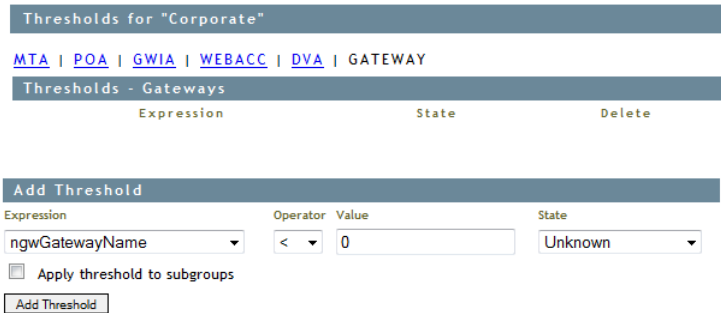 Thresholds for "Corporate"
MTA | POA | GWIA | WEBACC | DVA | GATEWAY
Thresholds - Gateways
Expression State Delete
Add Threshold
Expression Operator Value State
ngwGatewayName < 0 Unknown
Apply threshold to subgroups
Add Threshold